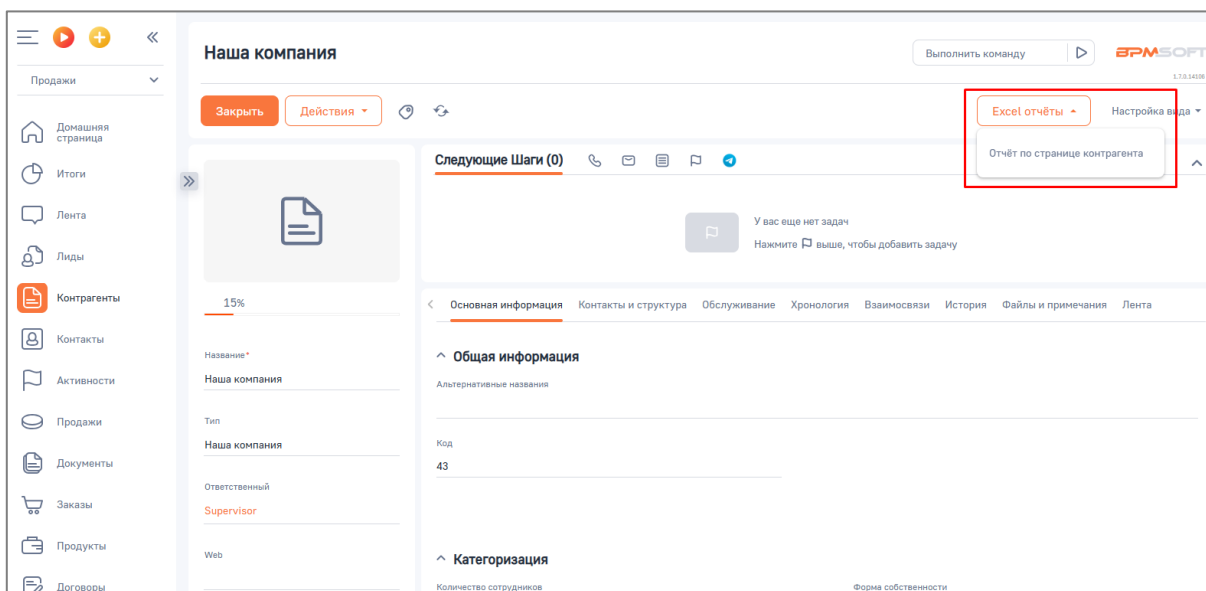 Продажи
Домашняя
страница
Итоги
Лента
Лиды
Контрагенты
Контакты
Активности
Продажи
Документы
Заказы
Продукты
Договоры
Наша компания
Выполнить команду
BPMSOFT
1.7.0.14108
Закрыть
Действия
Excel отчёты
Настройка вида
Отчёт по странице контрагента
15%
Название*
Наша компания
Тип
Наша компания
Ответственный
Supervisor
Web
Следующие Шаги (0)
У вас еще нет задач
Нажмите выше, чтобы добавить задачу
Основная информация Контакты и структура Обслуживание Хронология Взаимосвязи История Файлы и примечания Лента
Общая информация
Альтернативные названия
Код
43
Категоризация
Количество сотрудников
Форма собственности